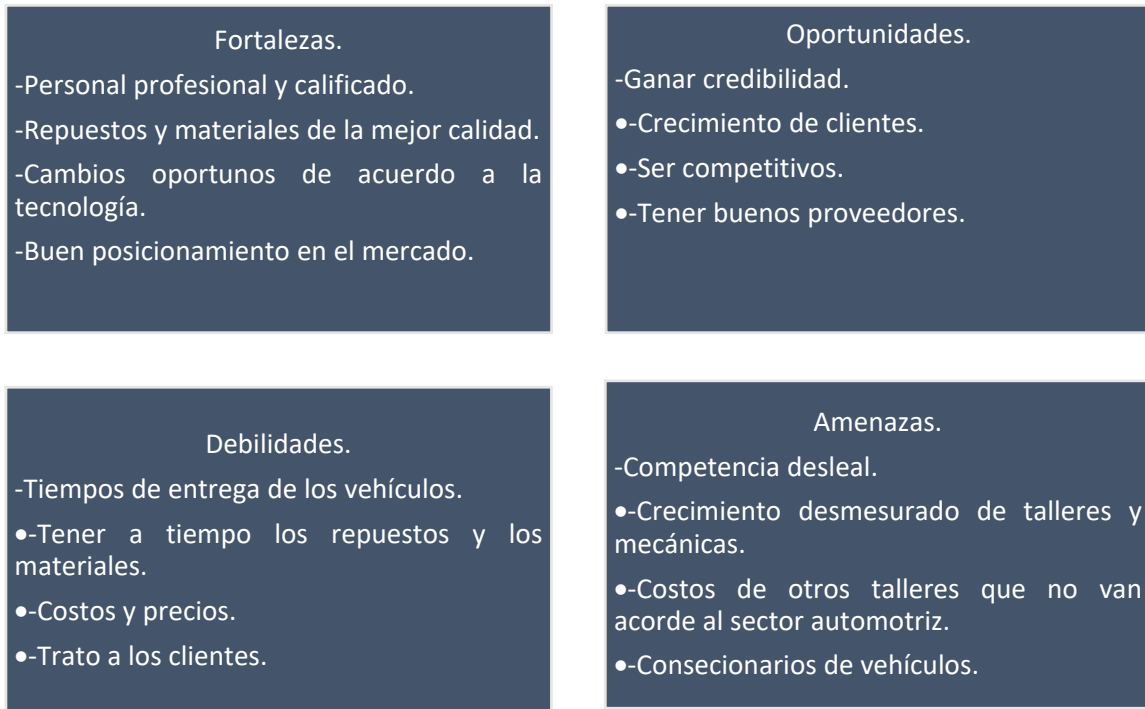 Fortalezas.
-Personal profesional y calificado.
-Repuestos y materiales de la mejor calidad.
-Cambios oportunos de acuerdo a la
tecnología.
-Buen posicionamiento en el mercado.
Oportunidades.
-Ganar credibilidad.
•-Crecimiento de clientes.
•-Ser competitivos.
•-Tener buenos proveedores.
Debilidades.
-Tiempos de entrega de los vehículos.
•-Tener a tiempo los repuestos y los
materiales.
•-Costos y precios.
•-Trato a los clientes.
Amenazas.
-Competencia desleal.
•-Crecimiento desmesurado de talleres y
mecánicas.
•-Costos de otros talleres que no van
acorde al sector automotriz.
•-Consecionarios de vehículos.